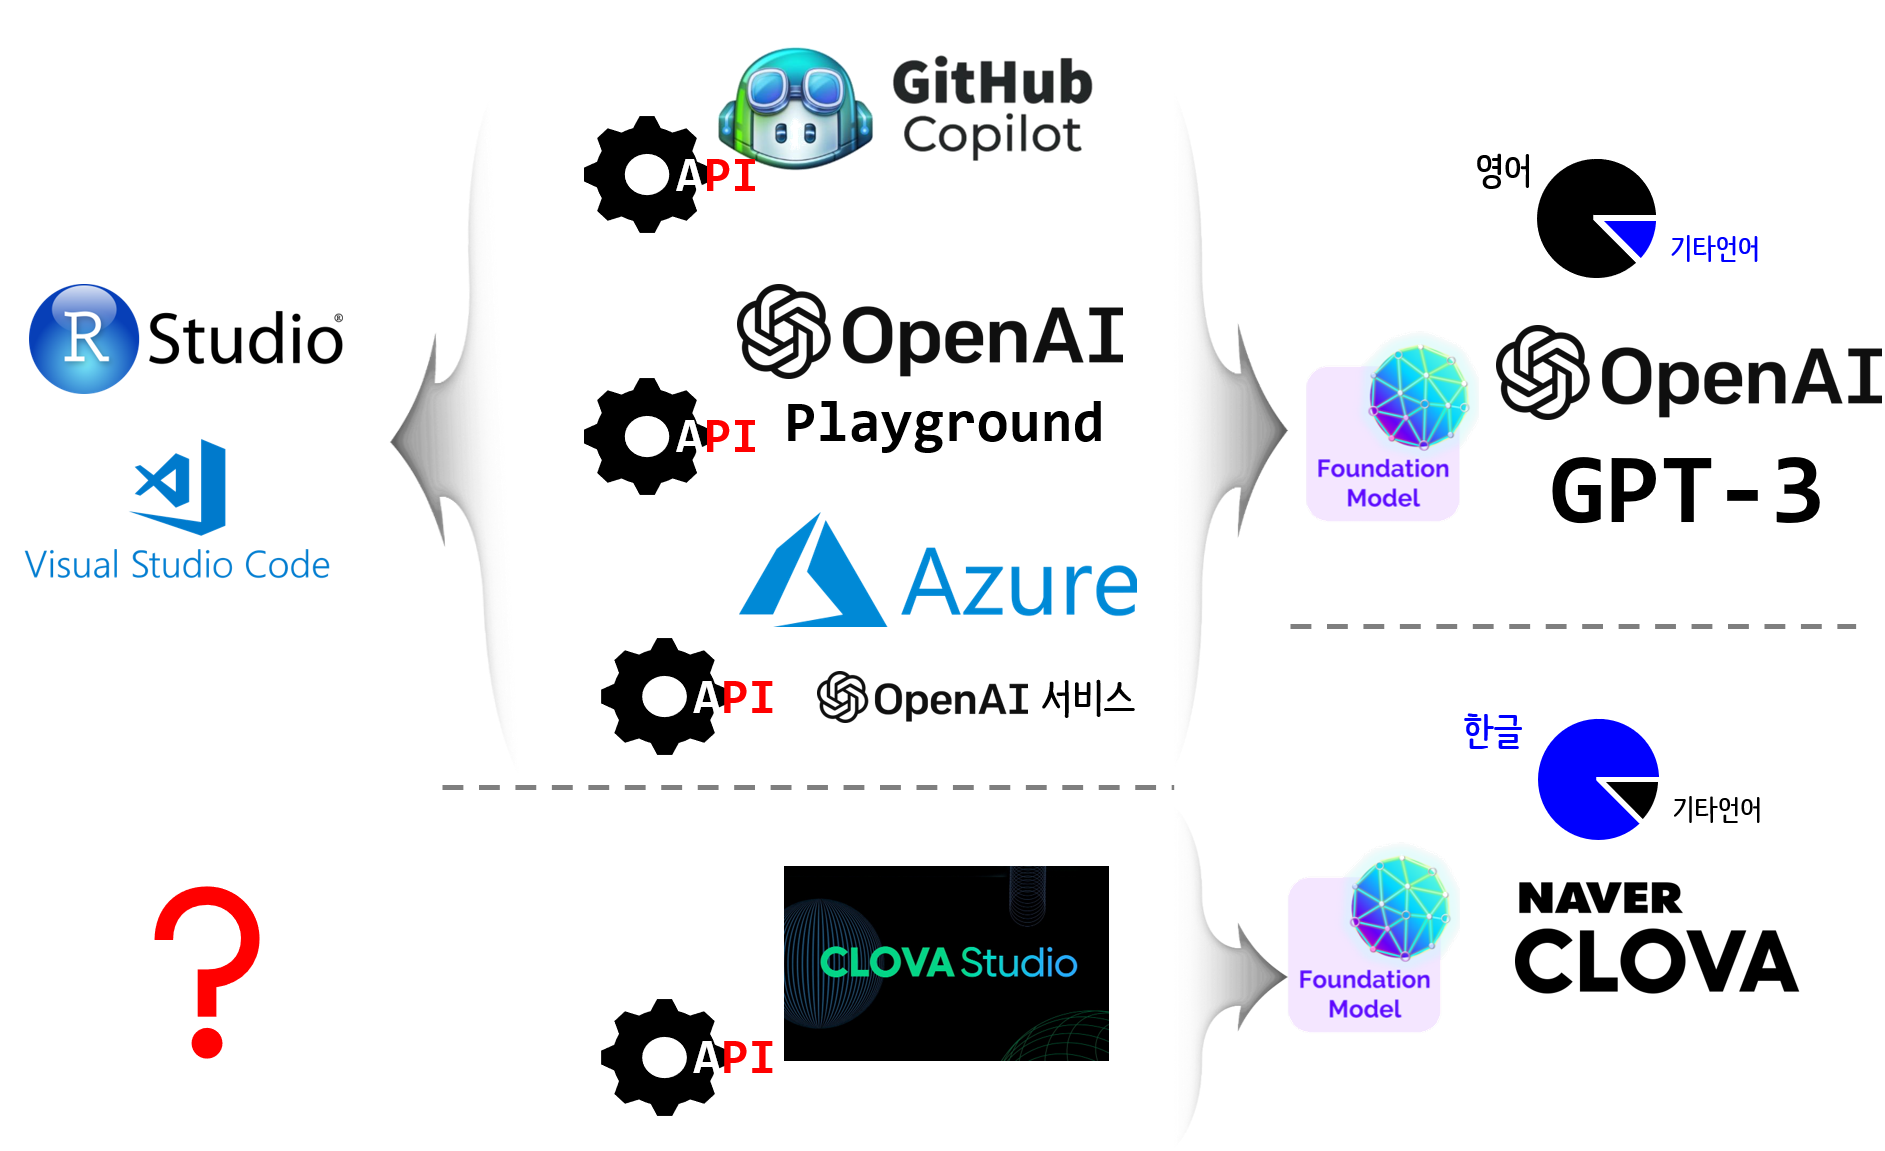 GitHub
Copilot
API
R Studio®
Visual Studio Code
OpenAI
Playground
API
Azure
OpenAI 서비스
API
영어
기타언어
OpenAI
GPT-3
Foundation
Model
?
CLOVA Studio
API
한글
기타언어
NAVER
CLOVA
Foundation
Model